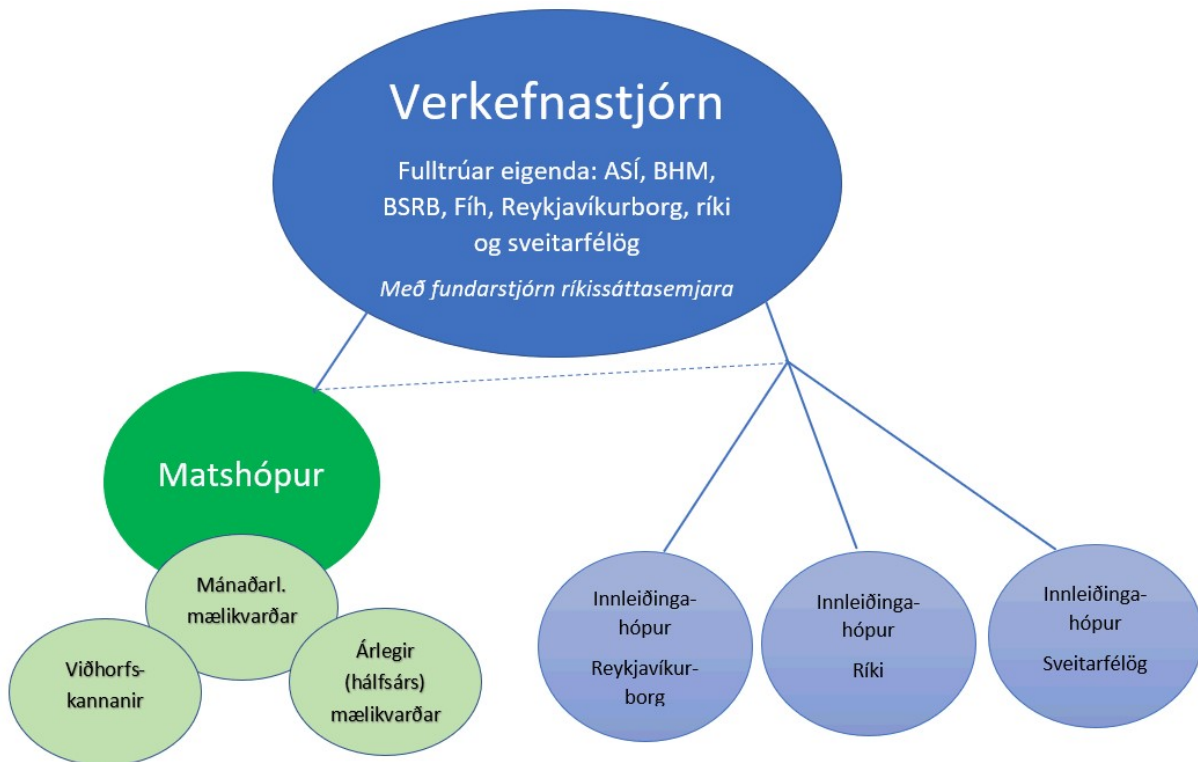 Verkefnastjórn
Fulltrúar eigenda: ASÍ, BHM,
BSRB, Fíh, Reykjavíkurborg, ríki
og sveitarfélög
Með fundarstjórn ríkissáttasemjara
Matshópur
Mánaðarl.
mælikvarðar
Viðhorfs-
kannanir
Árlegir
(hálfsárs)
mælikvarðar
Innleiðinga-
hópur
Reykjavíkur-
borg
Innleiðinga-
hópur
Ríki
Innleiðinga-
hópur
Sveitarfélög